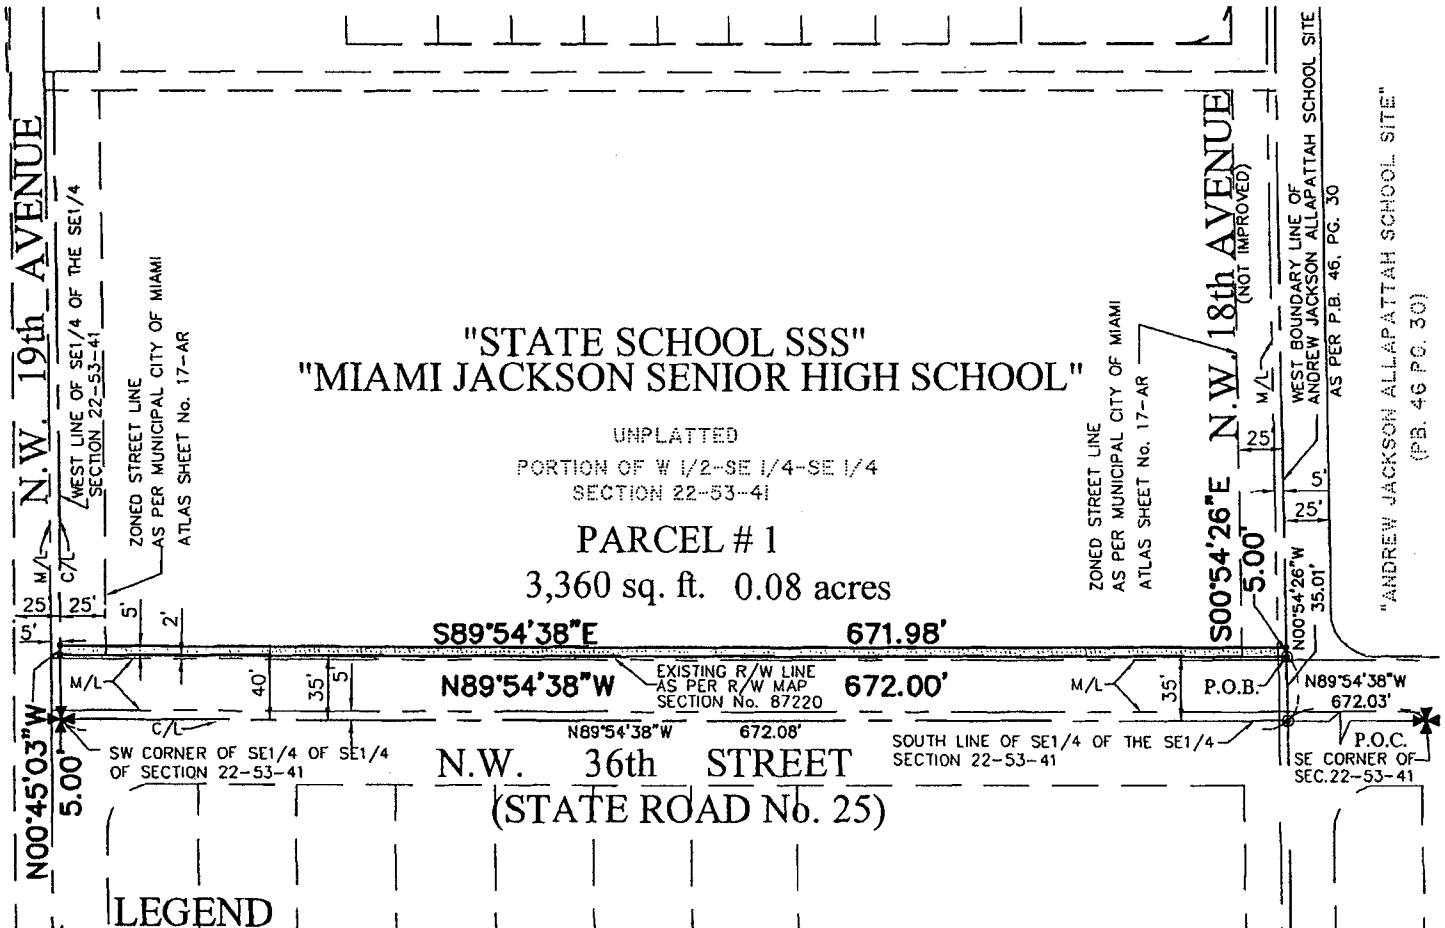 N.W. 19th AVENUE
WEST LINE OF SE1/4 OF THE SE1/4
SECTION 22-53-41
ZONED STREET LINE
AS PER MUNICIPAL CITY OF MIAMI
ATLAS SHEET No. 17-AR
"STATE SCHOOL SSS"
"MIAMI JACKSON SENIOR HIGH SCHOOL"
UNPLATTED
PORTION OF W 1/2-SE 1/4-SE 1/4
SECTION 22-53-41
PARCEL # 1
3,360 sq. ft. 0.08 acres
ZONED STREET LINE
AS PER MUNICIPAL CITY OF MIAMI
ATLAS SHEET No. 17-AR
N.W. 18th AVENUE
(NOT IMPROVED)
M/L
WEST BOUNDARY LINE OF
ANDREW JACKSON ALLAPATTAH SCHOOL SITE
AS PER P.B. 46, PG. 30
"ANDREW JACKSON ALLAPATTAH SCHOOL SITE"
(PB. 46 PG. 30)
25'
5'
25'
S00°54'26"E
5.00'
N00°54'26"W
35.01'
M/L
C/L
25'
25'
5'
5'
2'
S89°54'38"E
671.98'
M/L
40'
35'
5'
N89°54'38"W
EXISTING R/W LINE
AS PER R/W MAP
SECTION No. 87220
672.00'
M/L
35'
P.O.B.
N89°54'38"W
672.03'
N00°45'03"W
5.00'
C/L
N89°54'38"W
672.08'
SW CORNER OF SE1/4 OF SE1/4
OF SECTION 22-53-41
SOUTH LINE OF SE1/4 OF THE SE1/4
SECTION 22-53-41
P.O.C.
SE CORNER OF
SEC.22-53-41
N.W. 36th STREET
(STATE ROAD No. 25)
LEGEND